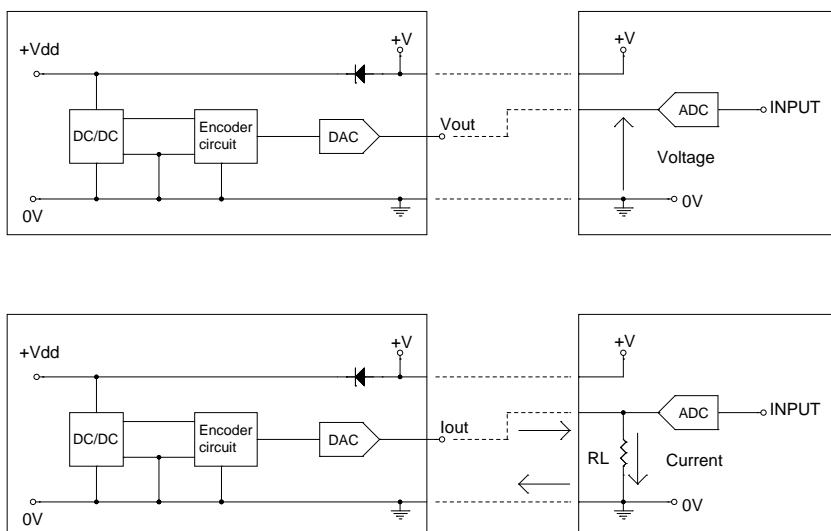 +Vdd
+V
+V
DC/DC
Encoder
circuit
DAC
Vout
ADC
INPUT
Voltage
0V
0V
+Vdd
+V
+V
DC/DC
Encoder
circuit
DAC
Iout
ADC
INPUT
RL
Current
0V
0V